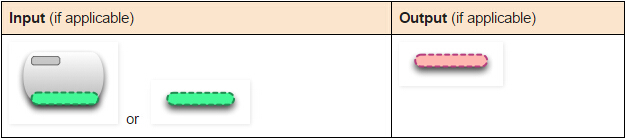 Input (if applicable)
Output (if applicable)
or